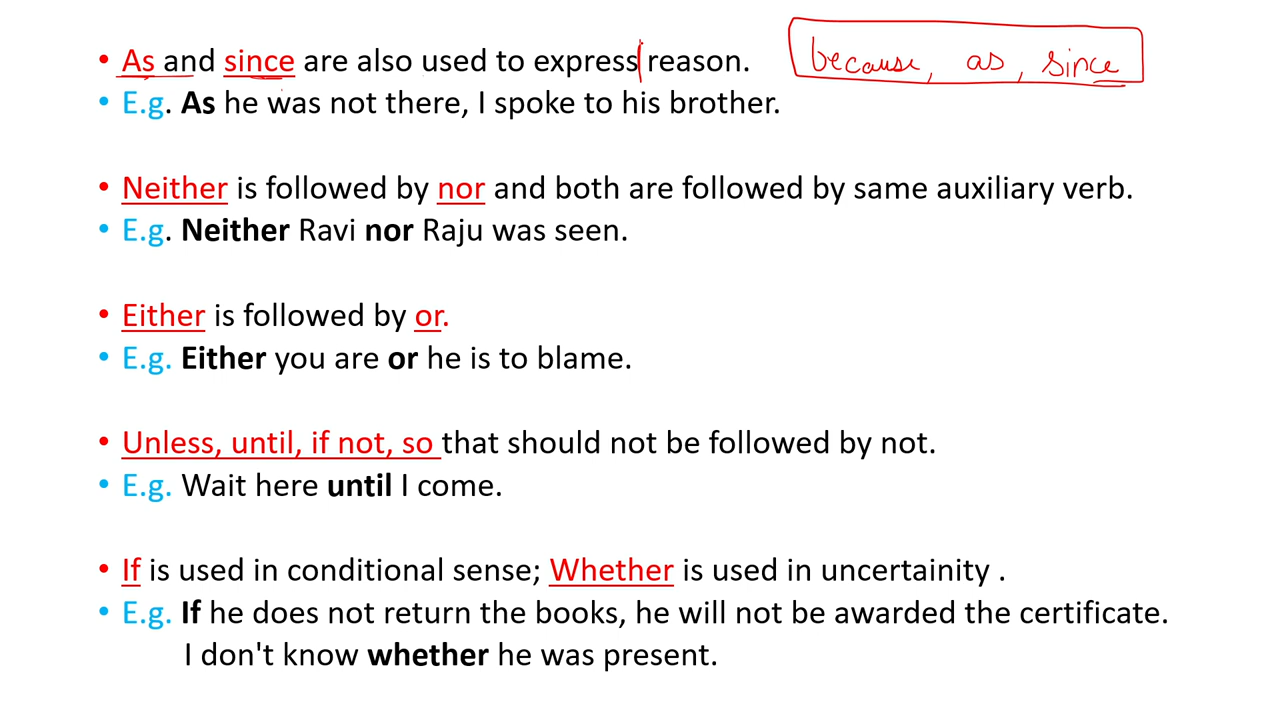 • As and since are also used to express reason.
because, as, since
• E.g. As he was not there, I spoke to his brother.
• Neither is followed by nor and both are followed by same auxiliary verb.
• E.g. Neither Ravi nor Raju was seen.
• Either is followed by or.
• E.g. Either you are or he is to blame.
• Unless, until, if not, so that should not be followed by not.
• E.g. Wait here until I come.
• If is used in conditional sense; Whether is used in uncertainity .
• E.g. If he does not return the books, he will not be awarded the certificate.
I don't know whether he was present.